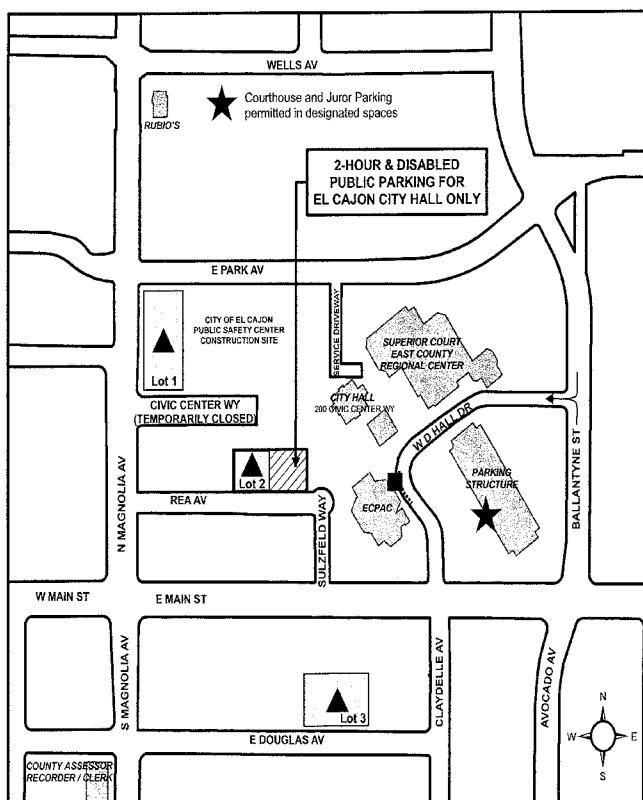 WELLS AV
RUBIO'S
Courthouse and Juror Parking
permitted in designated spaces
2-HOUR & DISABLED
PUBLIC PARKING FOR
EL CAJON CITY HALL ONLY
E PARK AV
CITY OF EL CAJON
PUBLIC SAFETY CENTER
CONSTRUCTION SITE
Lot 1
SERVICE DRIVEWAY
SUPERIOR COURT
EAST COUNTY
REGIONAL CENTER
CITY HALL
200 CIVIC CENTER WY
CIVIC CENTER WY
(TEMPORARILY CLOSED)
W D HALL DR
N MAGNOLIA AV
Lot 2
REA AV
SULZFELD WAY
ECPAC
PARKING
STRUCTURE
BALLANTYNE ST
W MAIN ST
E MAIN ST
S MAGNOLIA AV
Lot 3
CLAYDELLE AV
AVOCADO AV
E DOUGLAS AV
COUNTY ASSESSOR
RECORDER / CLERK
N
W
E
S